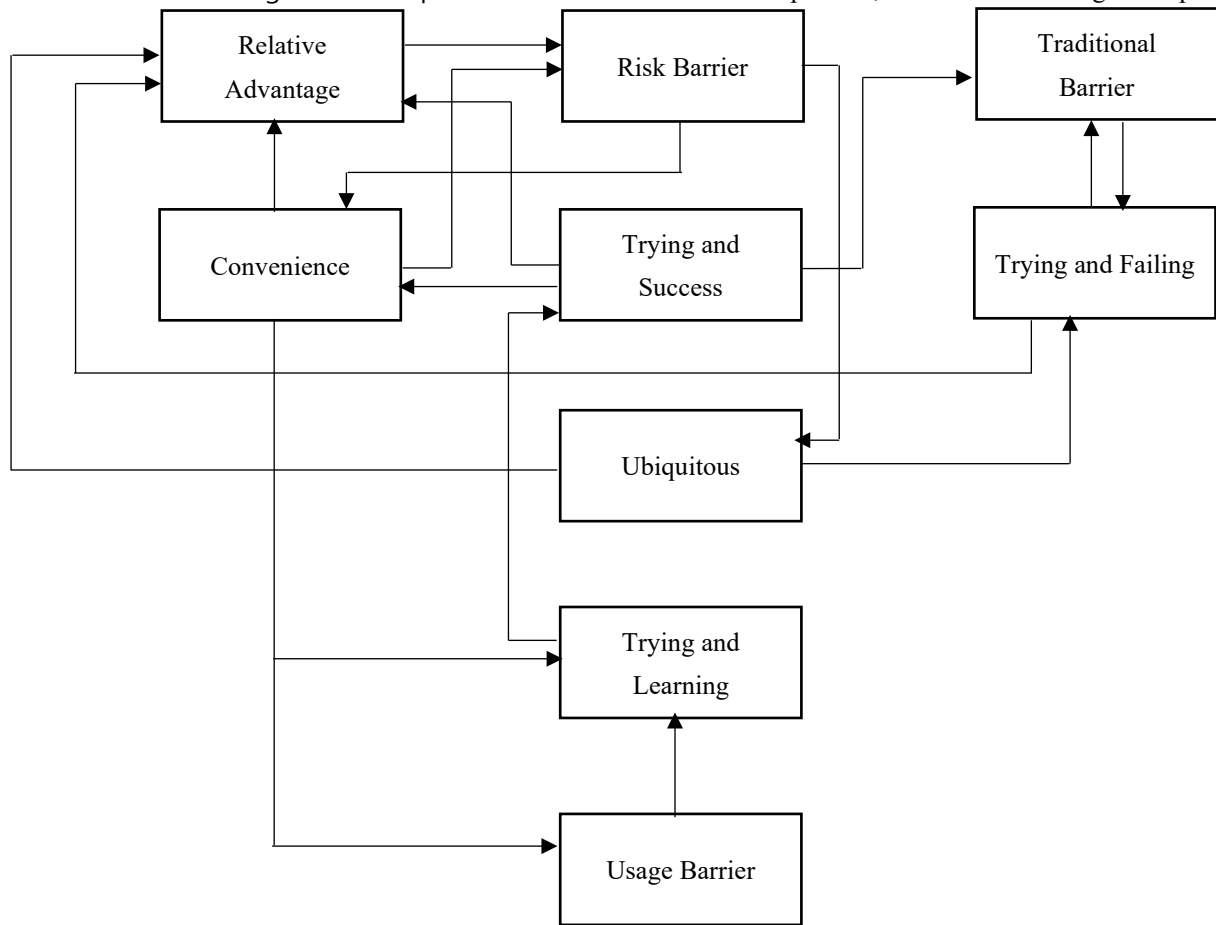 Relative
Advantage
Risk Barrier
Traditional
Barrier
Convenience
Trying and
Success
Trying and Failing
Ubiquitous
Trying and
Learning
Usage Barrier